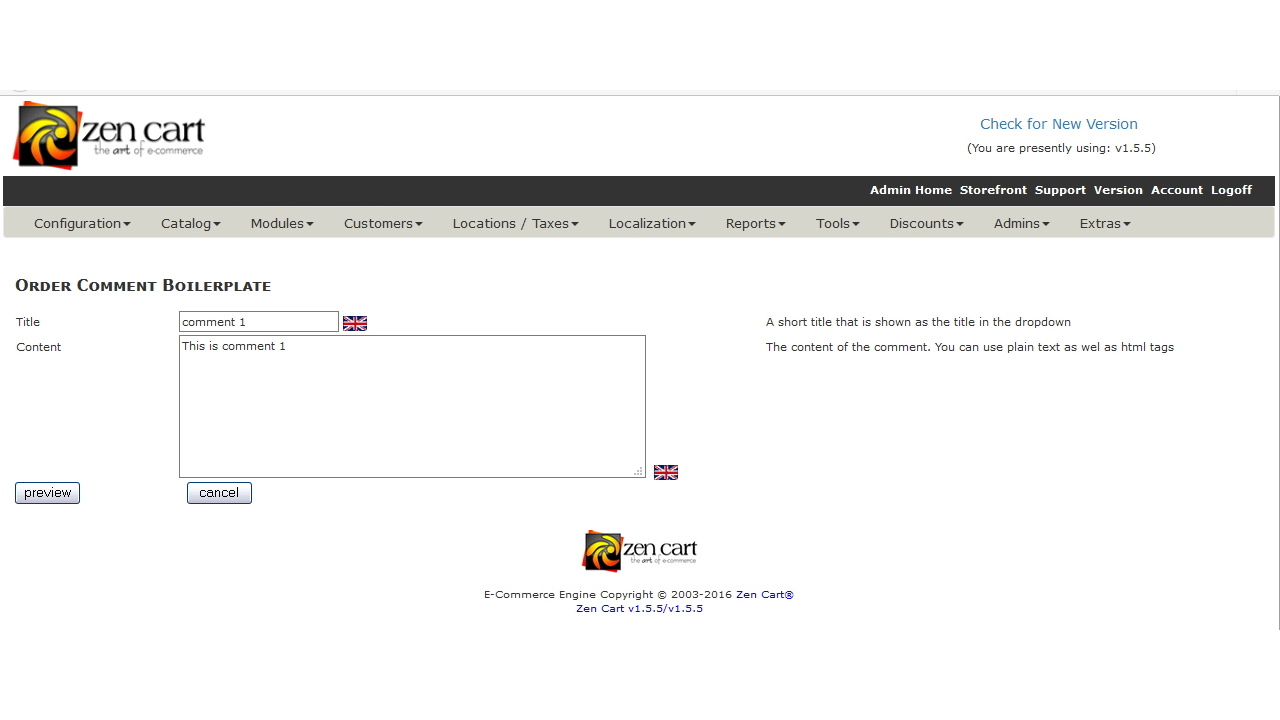 zen cart
the art of e-commerce
Check for New Version
(You are presently using: v1.5.5)
Admin Home Storefront Support Version Account Logoff
Configuration Catalog Modules Customers Locations / Taxes Localization Reports Tools Discounts Admins Extras
Order Comment Boilerplate
Title comment 1 A short title that is shown as the title in the dropdown
Content This is comment 1 The content of the comment. You can use plain text as wel as html tags
preview cancel
zen cart
the art of e-commerce
E-Commerce Engine Copyright © 2003-2016 Zen Cart®
Zen Cart v1.5.5/v1.5.5